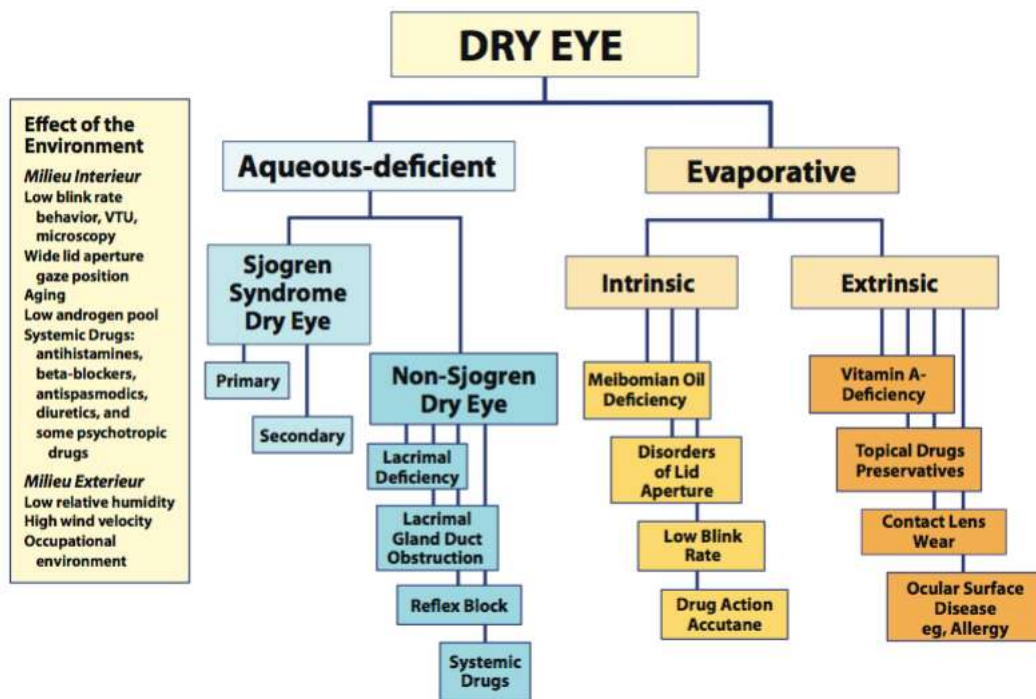 DRY EYE
Effect of the
Environment
Milieu Interieur
Low blink rate
behavior, VTU,
microscopy
Wide lid aperture
gaze position
Aging
Low androgen pool
Systemic Drugs:
antihistamines,
beta-blockers,
antispasmodics,
diuretics, and
some psychotropic
drugs
Milieu Exterieur
Low relative humidity
High wind velocity
Occupational
environment
Aqueous-deficient
Sjogren
Syndrome
Dry Eye
Primary
Secondary
Non-Sjogren
Dry Eye
Lacrimal
Deficiency
Lacrimal
Gland Duct
Obstruction
Reflex Block
Systemic
Drugs
Evaporative
Intrinsic
Meibomian Oil
Deficiency
Disorders
of Lid
Aperture
Low Blink
Rate
Drug Action
Accutane
Extrinsic
Vitamin A-
Deficiency
Topical Drugs
Preservatives
Contact Lens
Wear
Ocular Surface
Disease
eg, Allergy